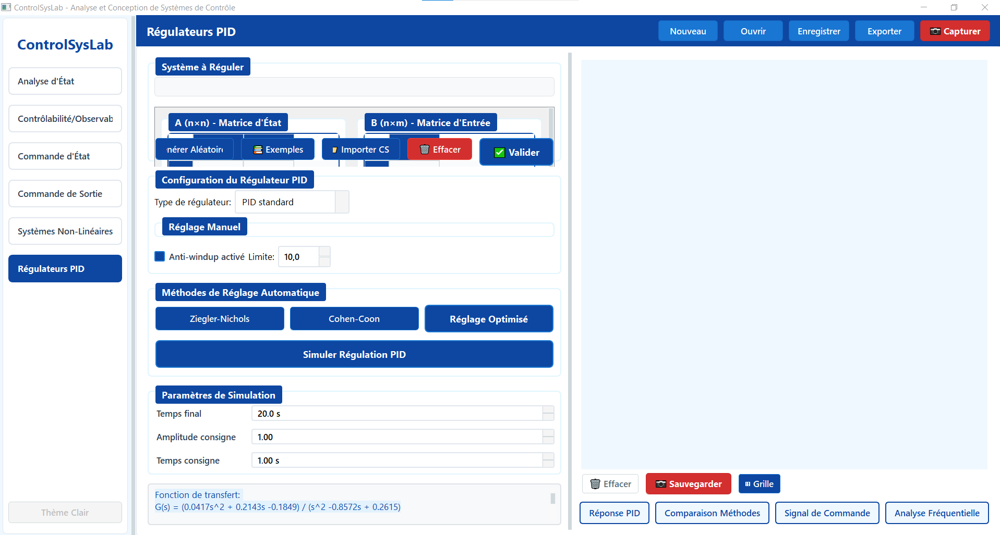 ControlSysLab - Analyse et Conception de Systèmes de Contrôle
ControlSysLab
Analyse d'État
Contrôlabilité/Observab
Commande d'État
Commande de Sortie
Systèmes Non-Linéaires
Régulateurs PID
Thème Clair
Régulateurs PID
Nouveau
Ouvrir
Enregistrer
Exporter
Capturer
Système à Réguler
A (n×n) - Matrice d'État
B (n×m) - Matrice d'Entrée
nérer Aléatoire
Exemples
Importer CS
Effacer
Valider
Configuration du Régulateur PID
Type de régulateur: PID standard
Réglage Manuel
Anti-windup activé Limite: 10,0
Méthodes de Réglage Automatique
Ziegler-Nichols
Cohen-Coon
Réglage Optimisé
Simuler Régulation PID
Paramètres de Simulation
Temps final 20.0 s
Amplitude consigne 1.00
Temps consigne 1.00 s
Fonction de transfert:
G(s) = (0.0417s^2 + 0.2143s -0.1849) / (s^2 -0.8572s + 0.2615)
Effacer
Sauvegarder
Grille
Réponse PID
Comparaison Méthodes
Signal de Commande
Analyse Fréquentielle